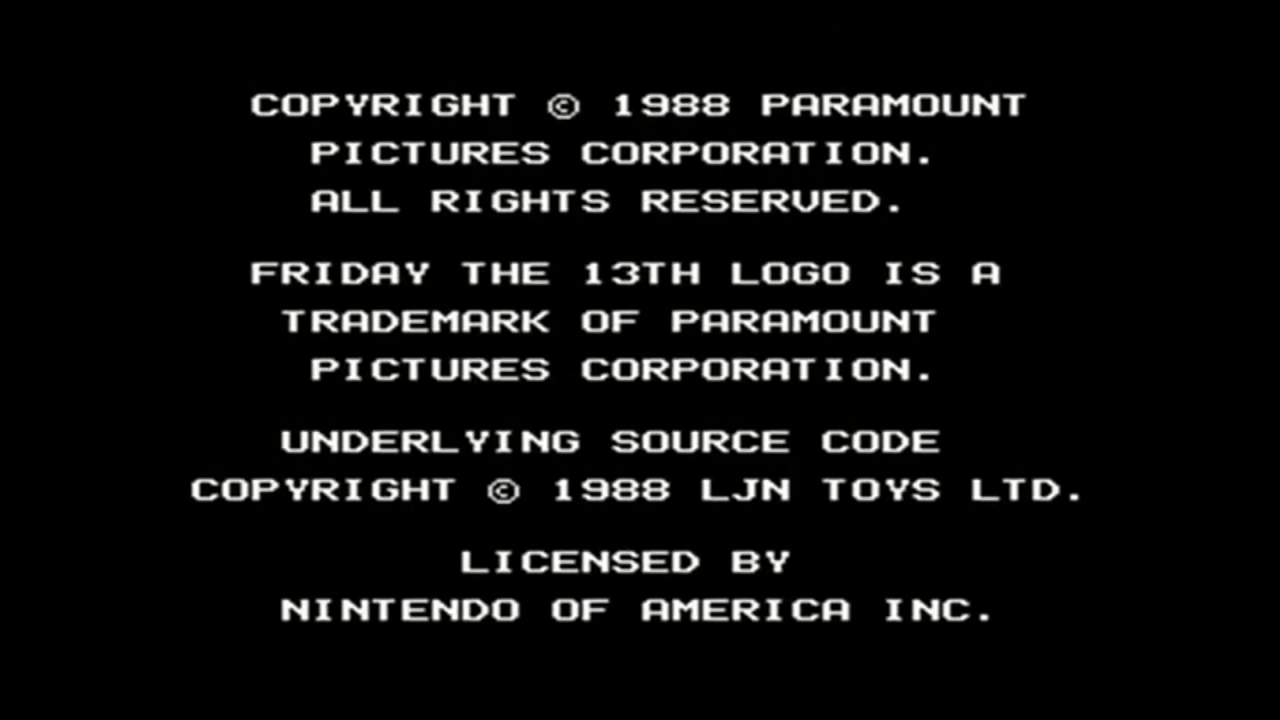 COPYRIGHT © 1988 PARAMOUNT
PICTURES CORPORATION.
ALL RIGHTS RESERVED.
FRIDAY THE 13TH LOGO IS A
TRADEMARK OF PARAMOUNT
PICTURES CORPORATION.
UNDERLYING SOURCE CODE
COPYRIGHT © 1988 LJN TOYS LTD.
LICENSED BY
NINTENDO OF AMERICA INC.